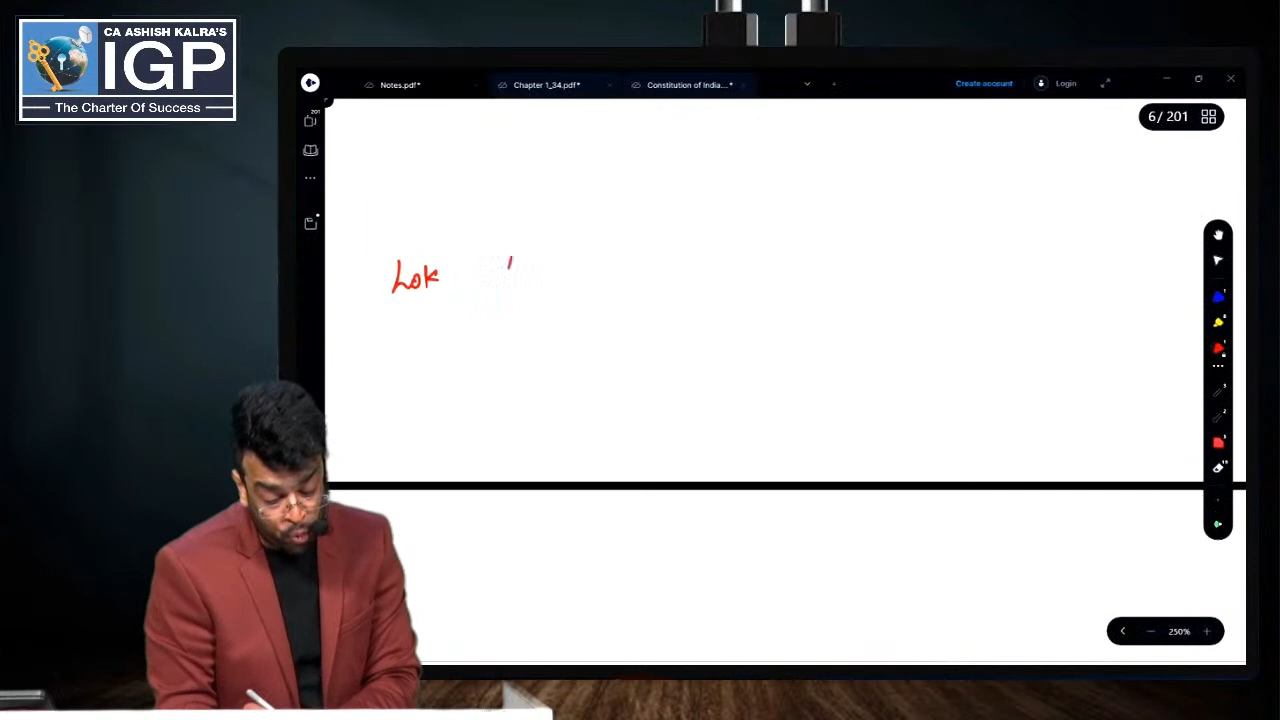 CA ASHISH KALRA'S
IGP
The Charter Of Success
Notes.pdf*
Chapter 1_34.pdf*
Constitution of India....*
Create account
Login
201
6 / 201
Lok
250%